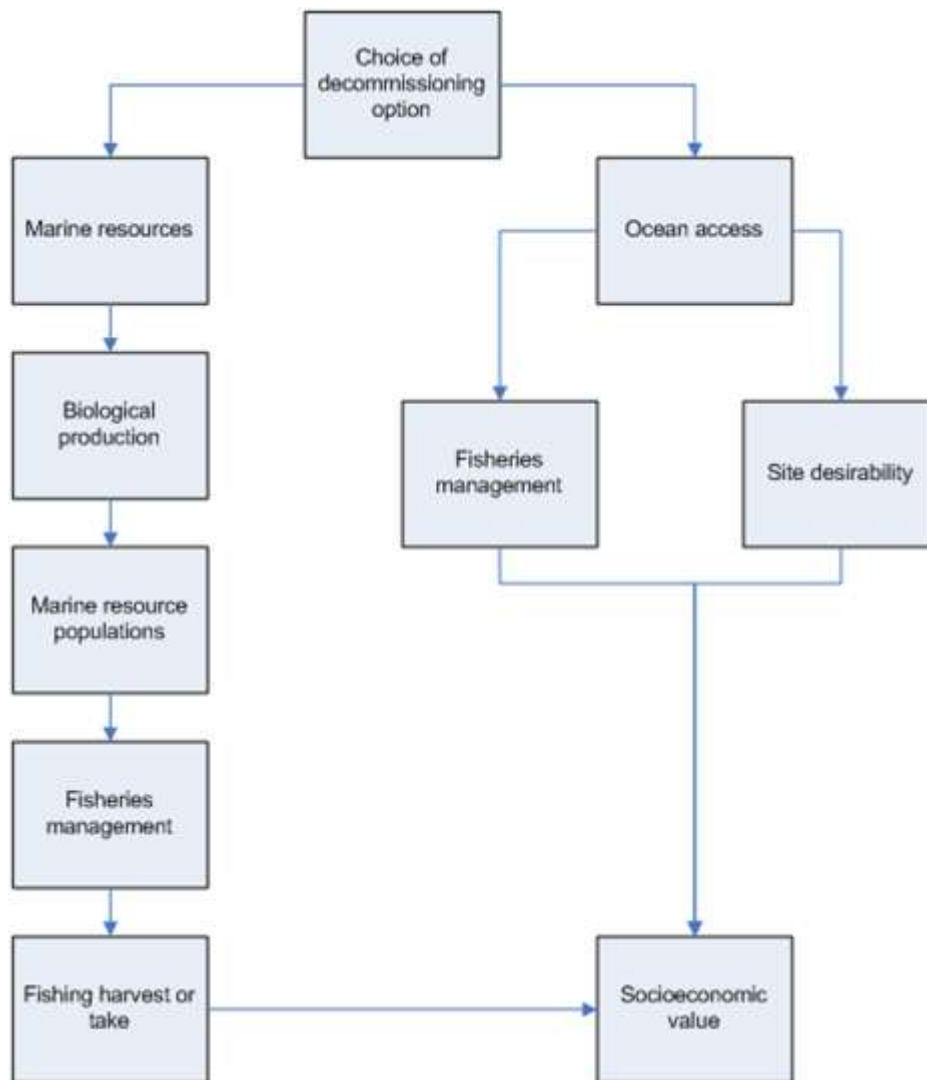 Choice of
decommissioning
option
Marine resources
Ocean access
Biological
production
Fisheries
management
Site desirability
Marine resource
populations
Fisheries
management
Fishing harvest or
take
Socioeconomic
value